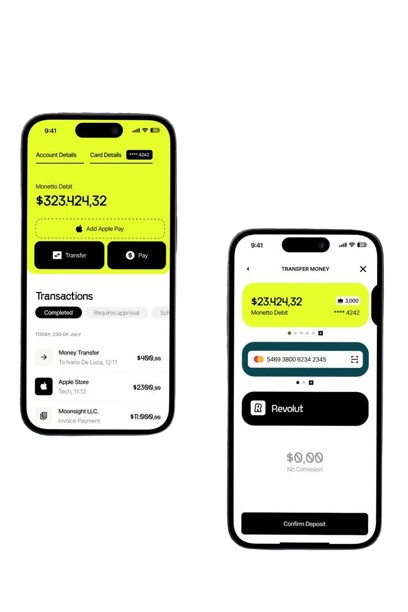 9:41
Account Details
Card Details
**** 4242
Monetto Debit
$323.424,32
Add Apple Pay
Transfer
Pay
Transactions
Completed
Requires approval
Sch
TODAY, 23D OF JULY
Money Transfer
To Ivano De Luca, 12:11
$400,99
Apple Store
Tech, 11:12
$2300,99
Moonsight LLC.
Invoice Payment
$11.000,99
9:41
TRANSFER MONEY
$23.424,32
3,000
Monetto Debit
**** 4242
5469 3800 6234 2345
R Revolut
$0,00
No Comission
Confirm Deposit